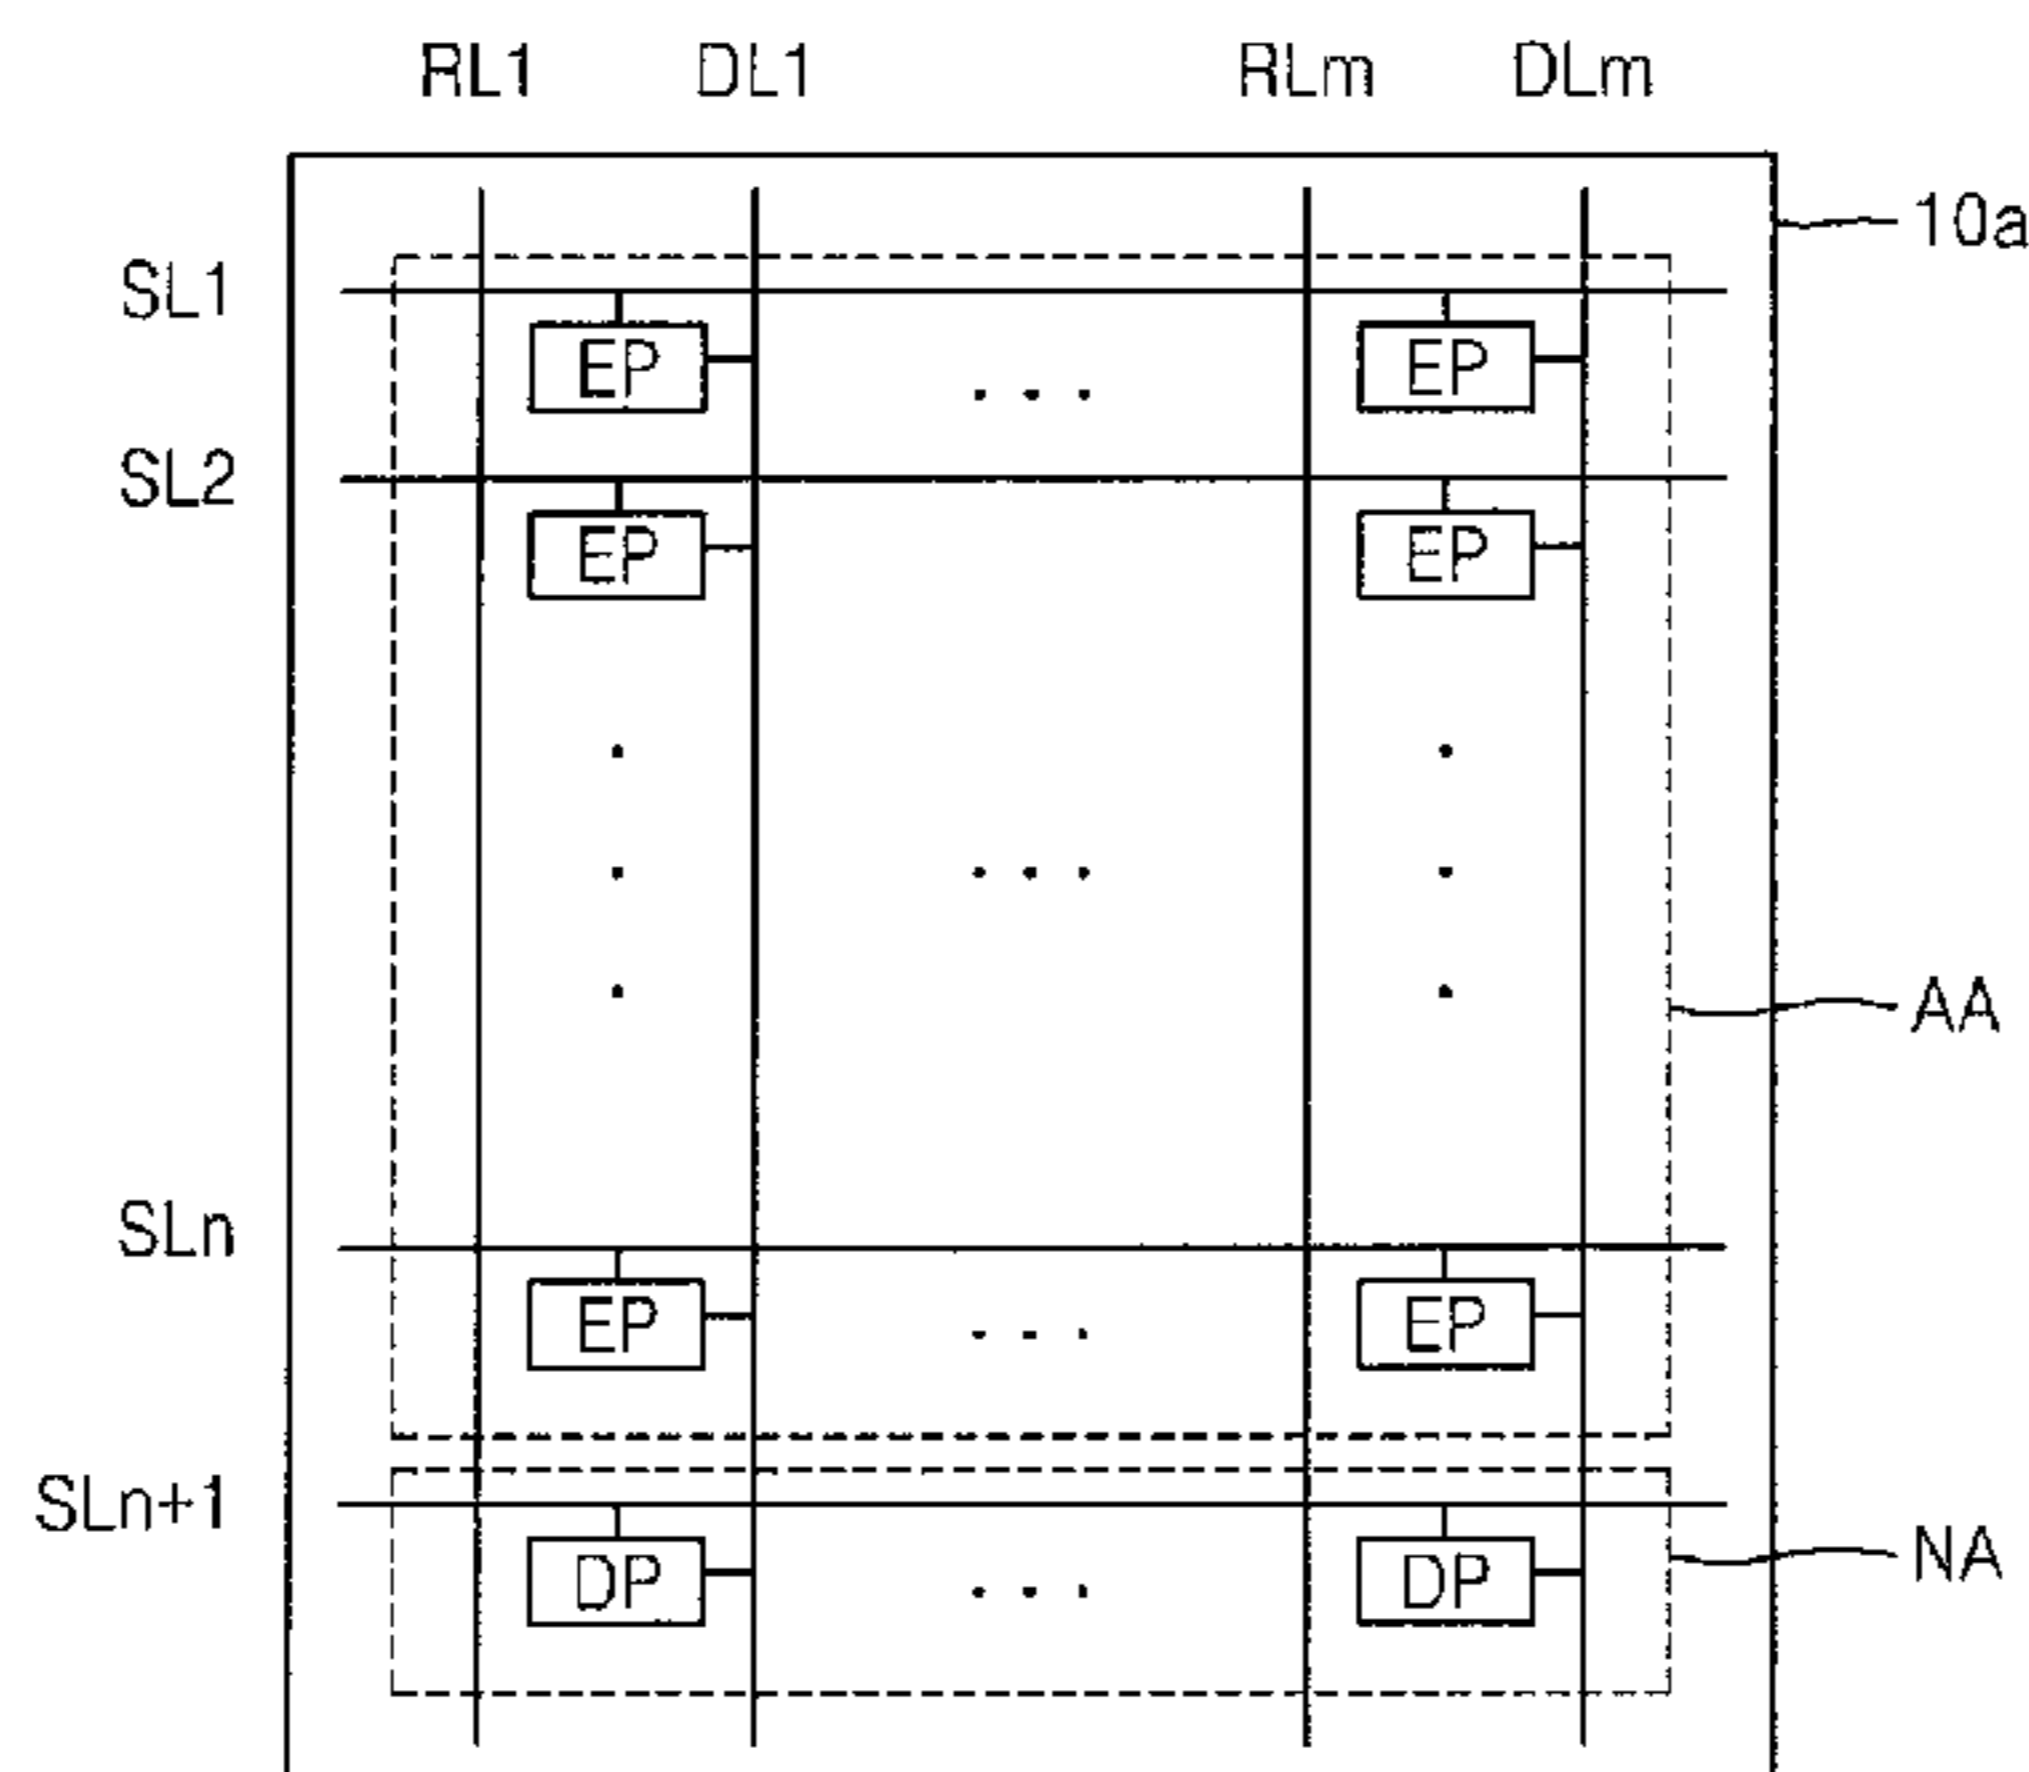 RL1 DL1 RLm DLm
10a
SL1
EP EP
SL2
EP EP
AA
SLn
EP EP
SLn+1
DP DP
NA